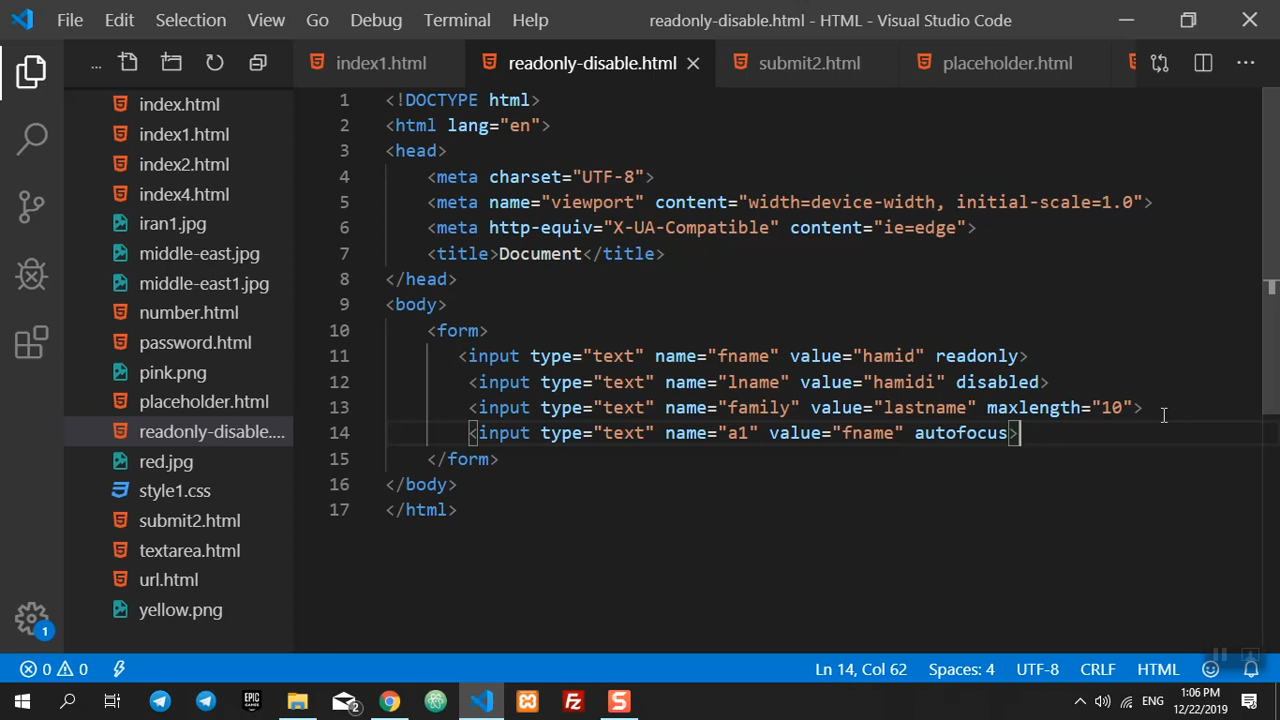 File Edit Selection View Go Debug Terminal Help readonly-disable.html - HTML - Visual Studio Code
... index1.html readonly-disable.html submit2.html placeholder.html ...
index.html
index1.html
index2.html
index4.html
iran1.jpg
middle-east.jpg
middle-east1.jpg
number.html
password.html
pink.png
placeholder.html
readonly-disable....
red.jpg
style1.css
submit2.html
textarea.html
url.html
yellow.png
1 <!DOCTYPE html>
2 <html lang="en">
3 <head>
4 <meta charset="UTF-8">
5 <meta name="viewport" content="width=device-width, initial-scale=1.0">
6 <meta http-equiv="X-UA-Compatible" content="ie=edge">
7 <title>Document</title>
8 </head>
9 <body>
10 <form>
11 <input type="text" name="fname" value="hamid" readonly>
12 <input type="text" name="lname" value="hamidi" disabled>
13 <input type="text" name="family" value="lastname" maxlength="10">
14 <input type="text" name="a1" value="fname" autofocus>
15 </form>
16 </body>
17 </html>
1
0 0 Ln 14, Col 62 Spaces: 4 UTF-8 CRLF HTML
EPIC GAMES 2 S ENG 1:06 PM
12/22/2019